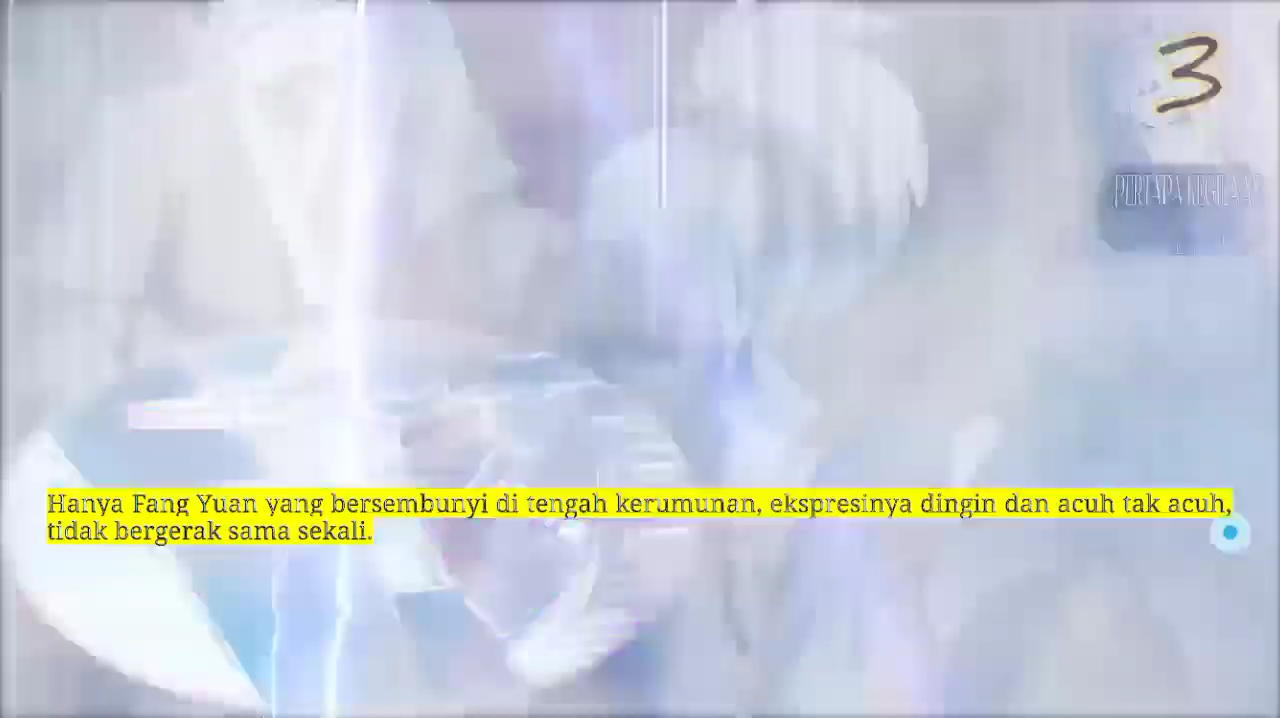 3
Hanya Fang Yuan yang bersembunyi di tengah kerumunan, ekspresinya dingin dan acuh tak acuh,
tidak bergerak sama sekali.